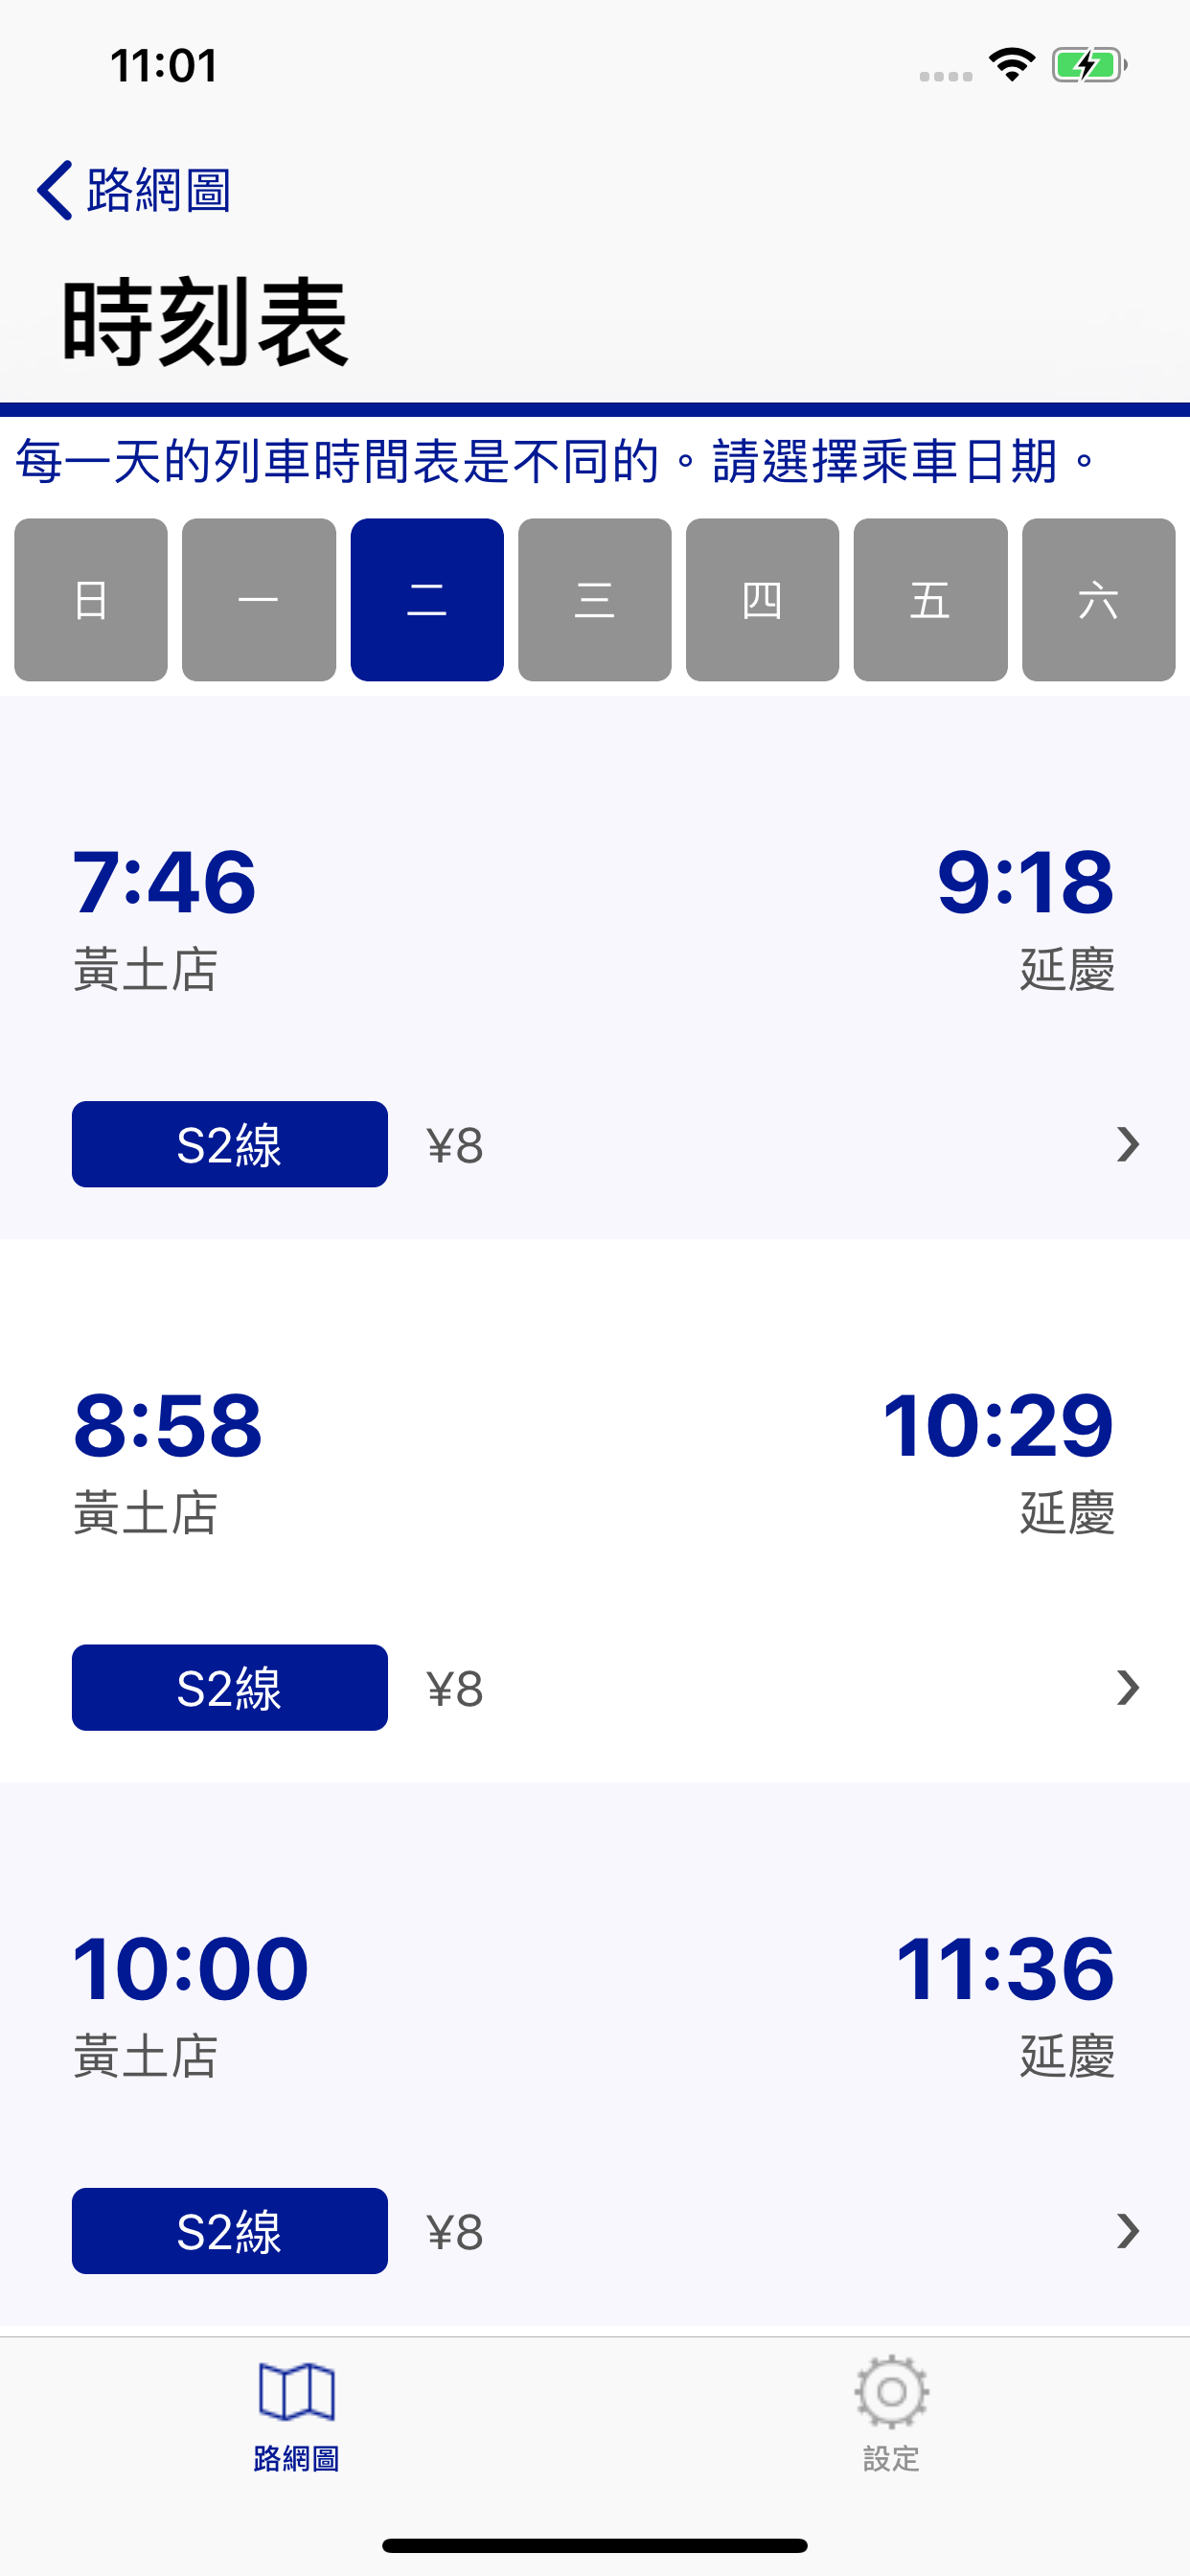 11:01
路網圖
時刻表
每一天的列車時間表是不同的。請選擇乘車日期。
日 一 二 三 四 五 六
7:46 9:18
黃土店 延慶
S2線 ¥8
8:58 10:29
黃土店 延慶
S2線 ¥8
10:00 11:36
黃土店 延慶
S2線 ¥8
路網圖 設定